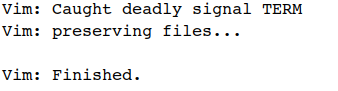 Vim: Caught deadly signal TERM
Vim: preserving files...
Vim: Finished.